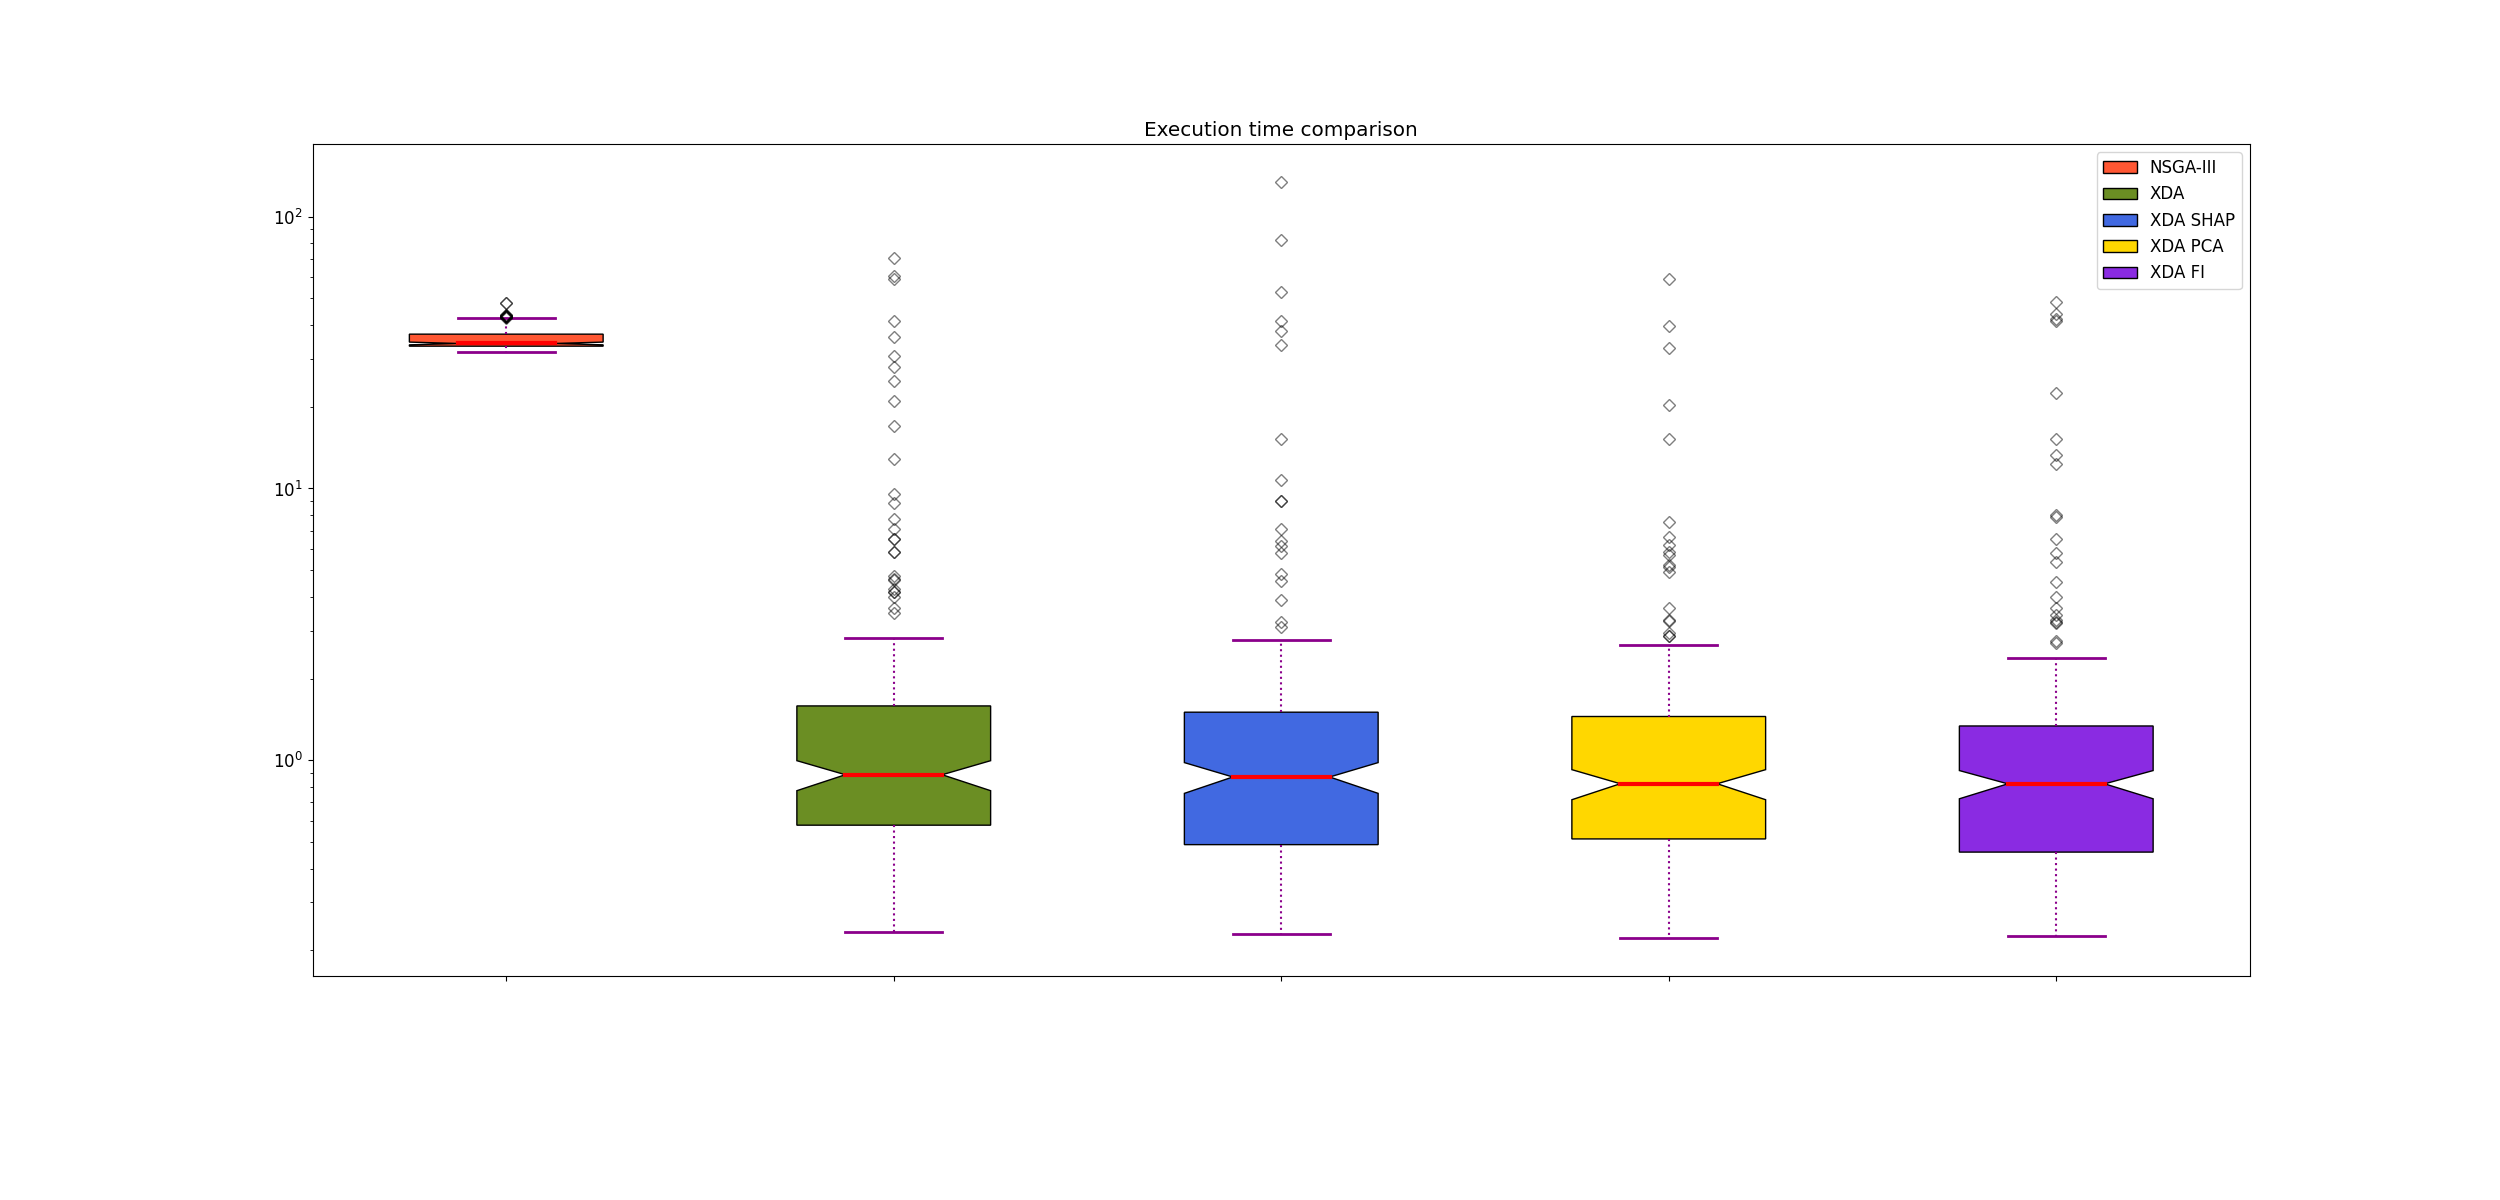 Execution time comparison
NSGA-III
XDA
XDA SHAP
XDA PCA
XDA FI
10²
10¹
10⁰